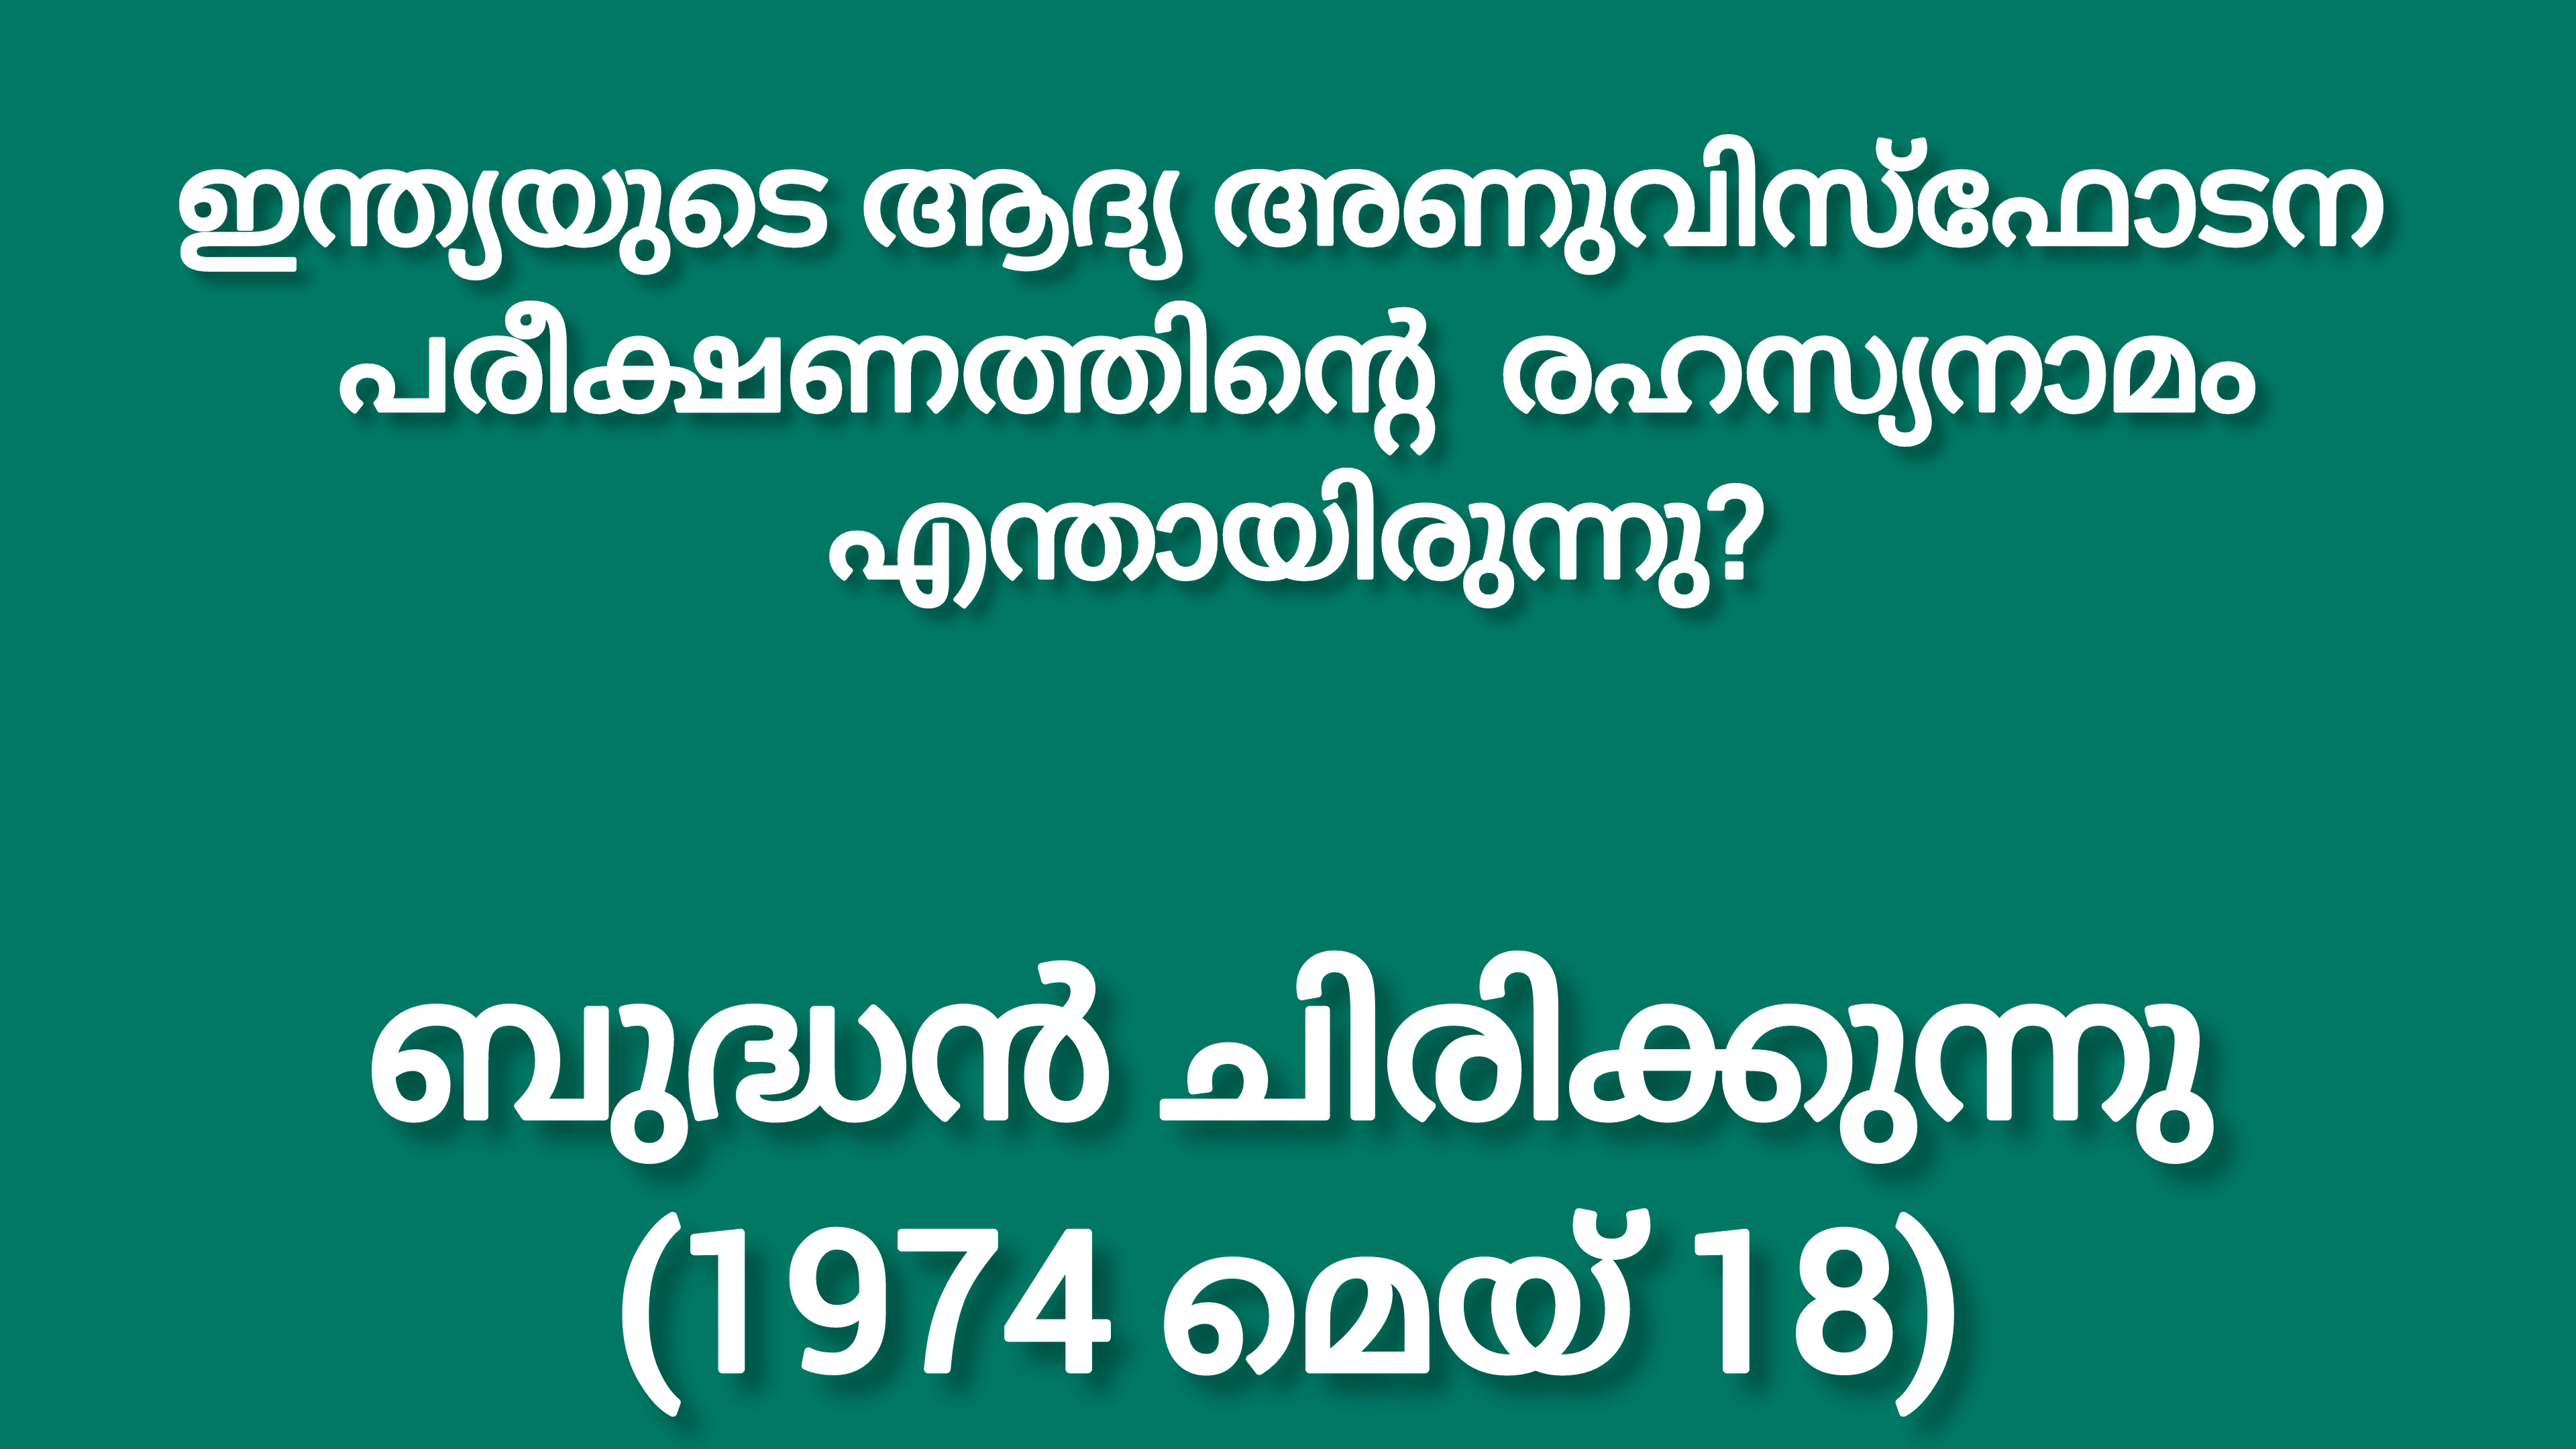 ഇന്ത്യയുടെ ആദ്യ അണുവിസ്ഫോടന
പരീക്ഷണത്തിന്റെ രഹസ്യനാമം
എന്തായിരുന്നു?
ബുദ്ധൻ ചിരിക്കുന്നു
(1974 മെയ് 18)